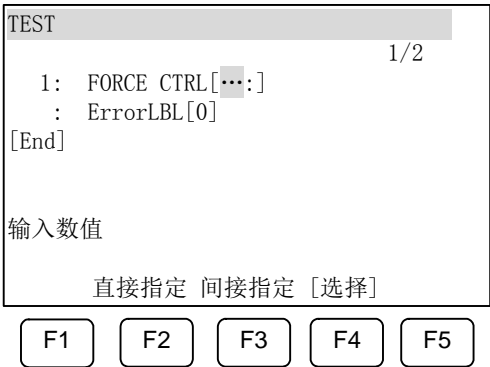 TEST
1/2
1: FORCE CTRL[…:]
: ErrorLBL[0]
[End]
输入数值
直接指定 间接指定 [选择]
F1 F2 F3 F4 F5